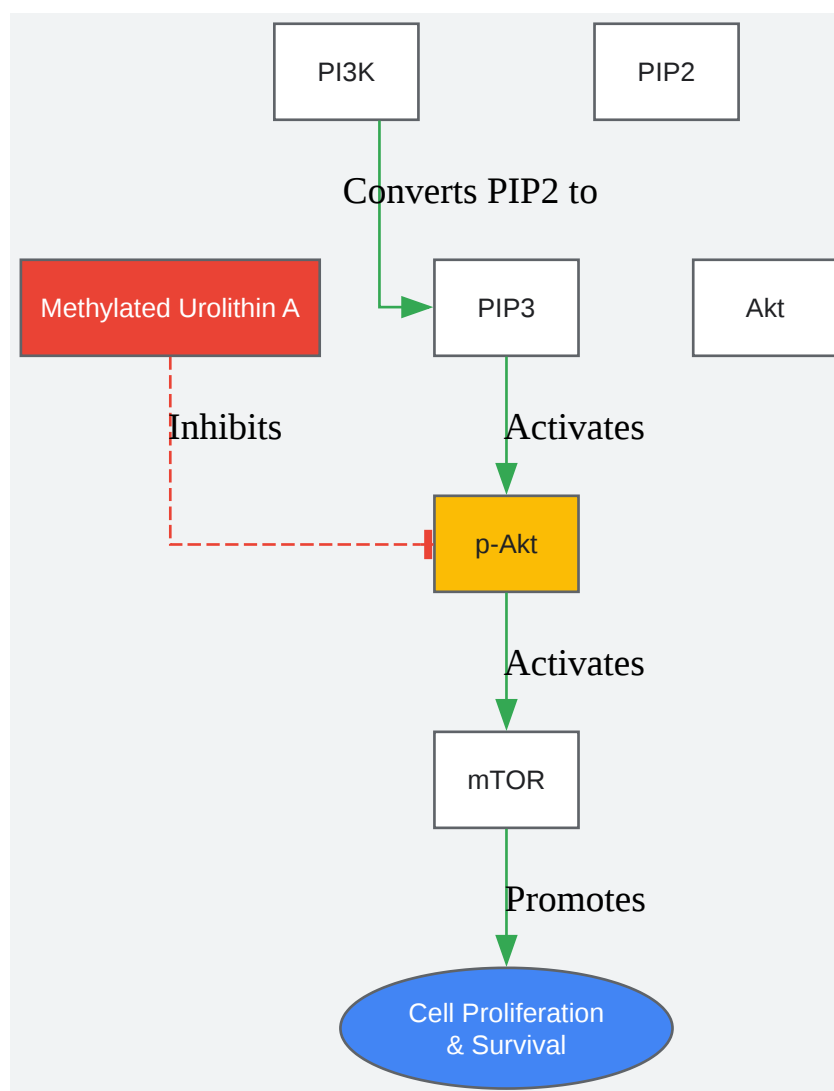 PI3K
PIP2
Converts PIP2 to
Methylated Urolithin A
PIP3
Akt
Inhibits
Activates
p-Akt
Activates
mTOR
Promotes
Cell Proliferation
& Survival